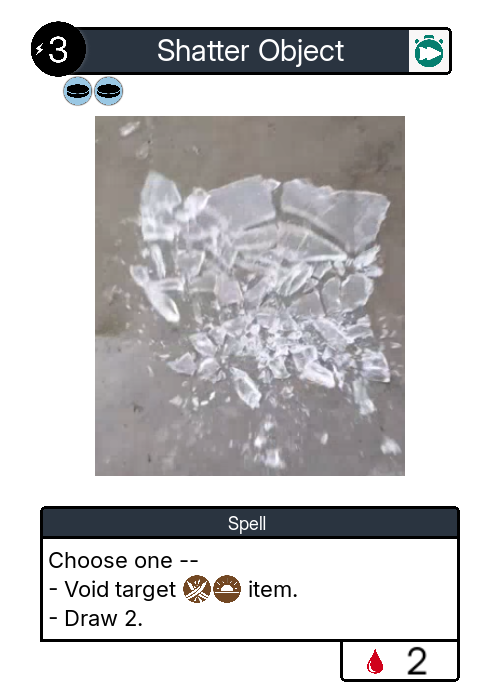 3
Shatter Object
Spell
Choose one --
- Void target item.
- Draw 2.
2